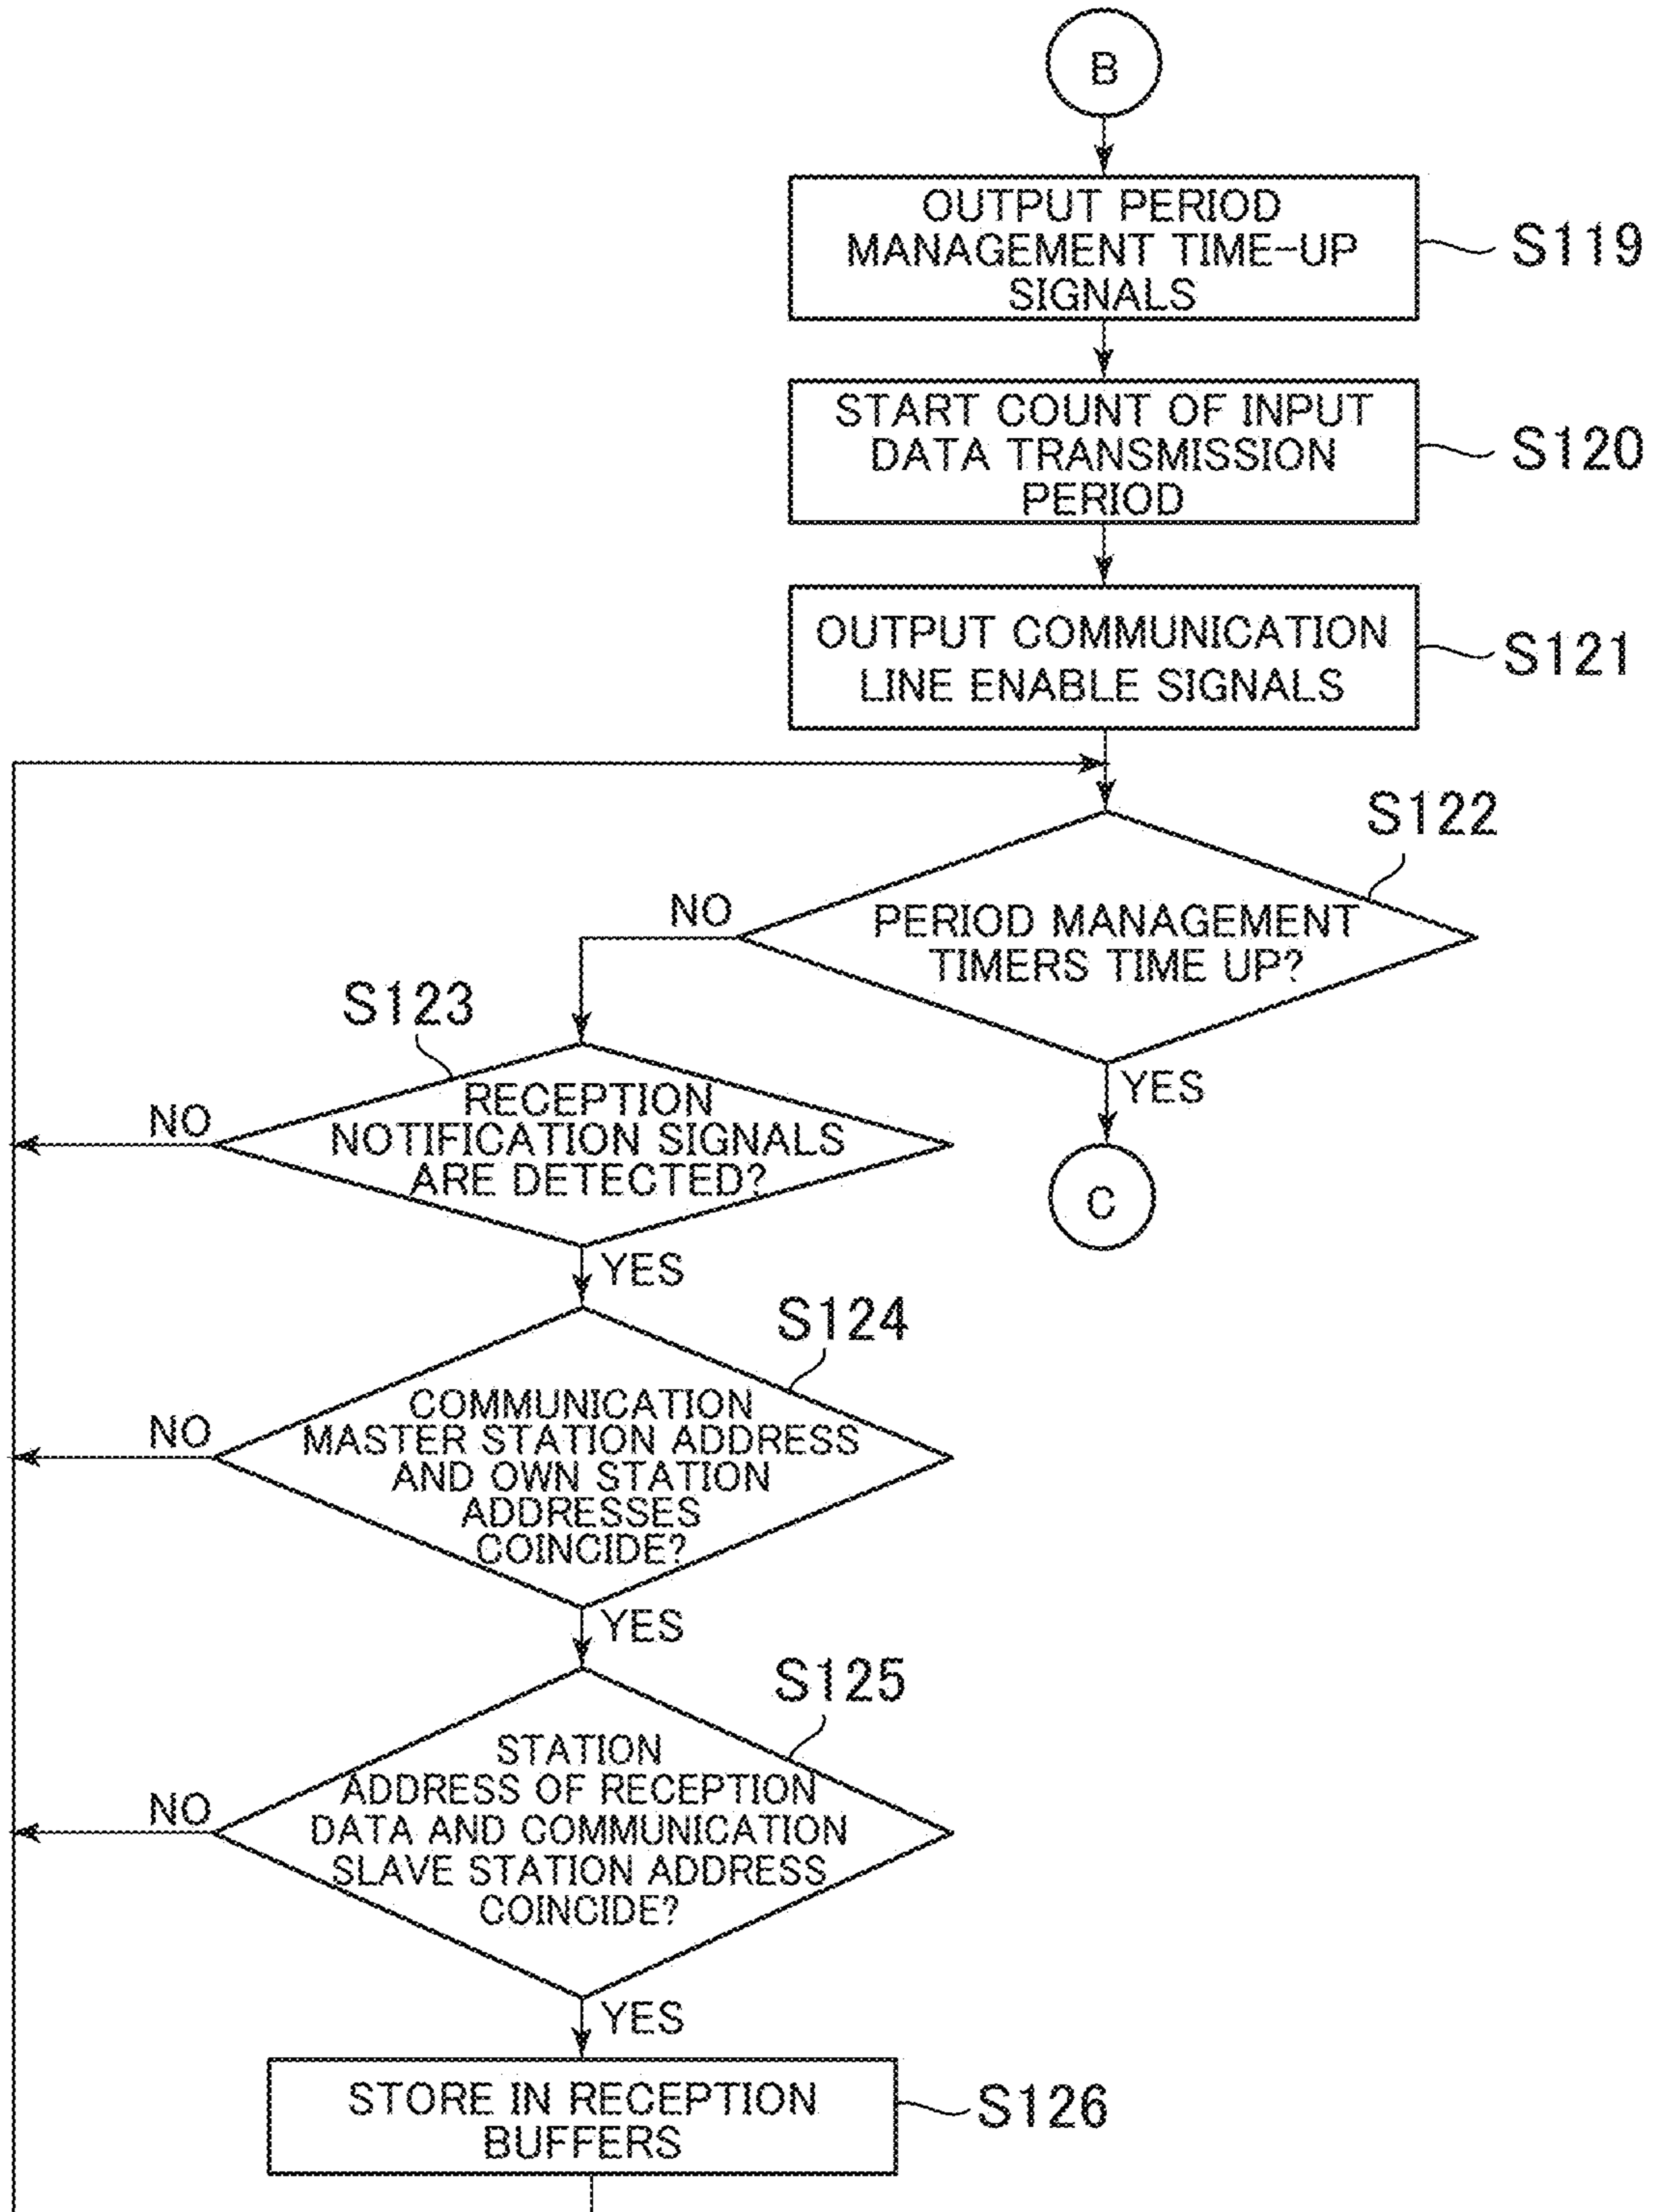 B
OUTPUT PERIOD
MANAGEMENT TIME-UP
SIGNALS
S119
START COUNT OF INPUT
DATA TRANSMISSION
PERIOD
S120
OUTPUT COMMUNICATION
LINE ENABLE SIGNALS
S121
S122
PERIOD MANAGEMENT
TIMERS TIME UP?
NO
YES
C
S123
RECEPTION
NOTIFICATION SIGNALS
ARE DETECTED?
NO
YES
S124
COMMUNICATION
MASTER STATION ADDRESS
AND OWN STATION
ADDRESSES
COINCIDE?
NO
YES
S125
STATION
ADDRESS OF RECEPTION
DATA AND COMMUNICATION
SLAVE STATION ADDRESS
COINCIDE?
NO
YES
STORE IN RECEPTION
BUFFERS
S126